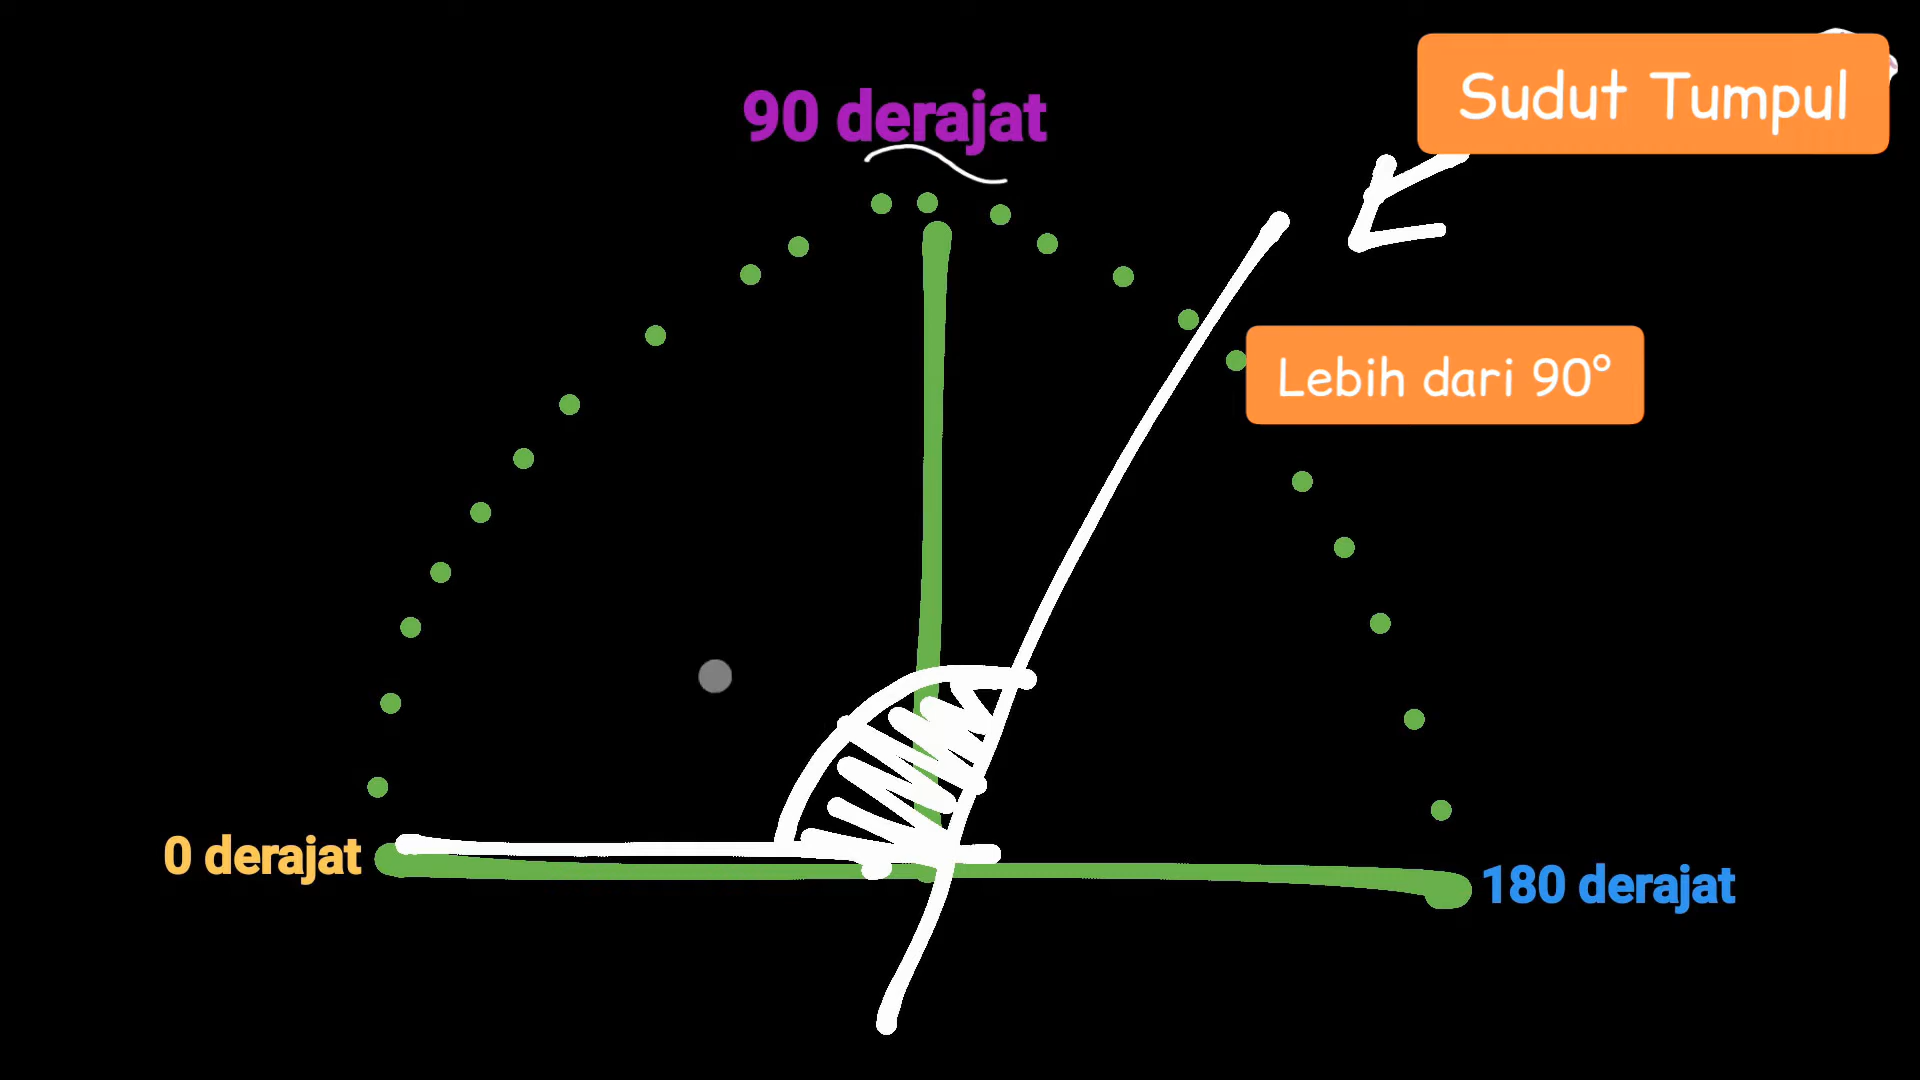 Sudut Tumpul
90 derajat
Lebih dari 90°
0 derajat
180 derajat